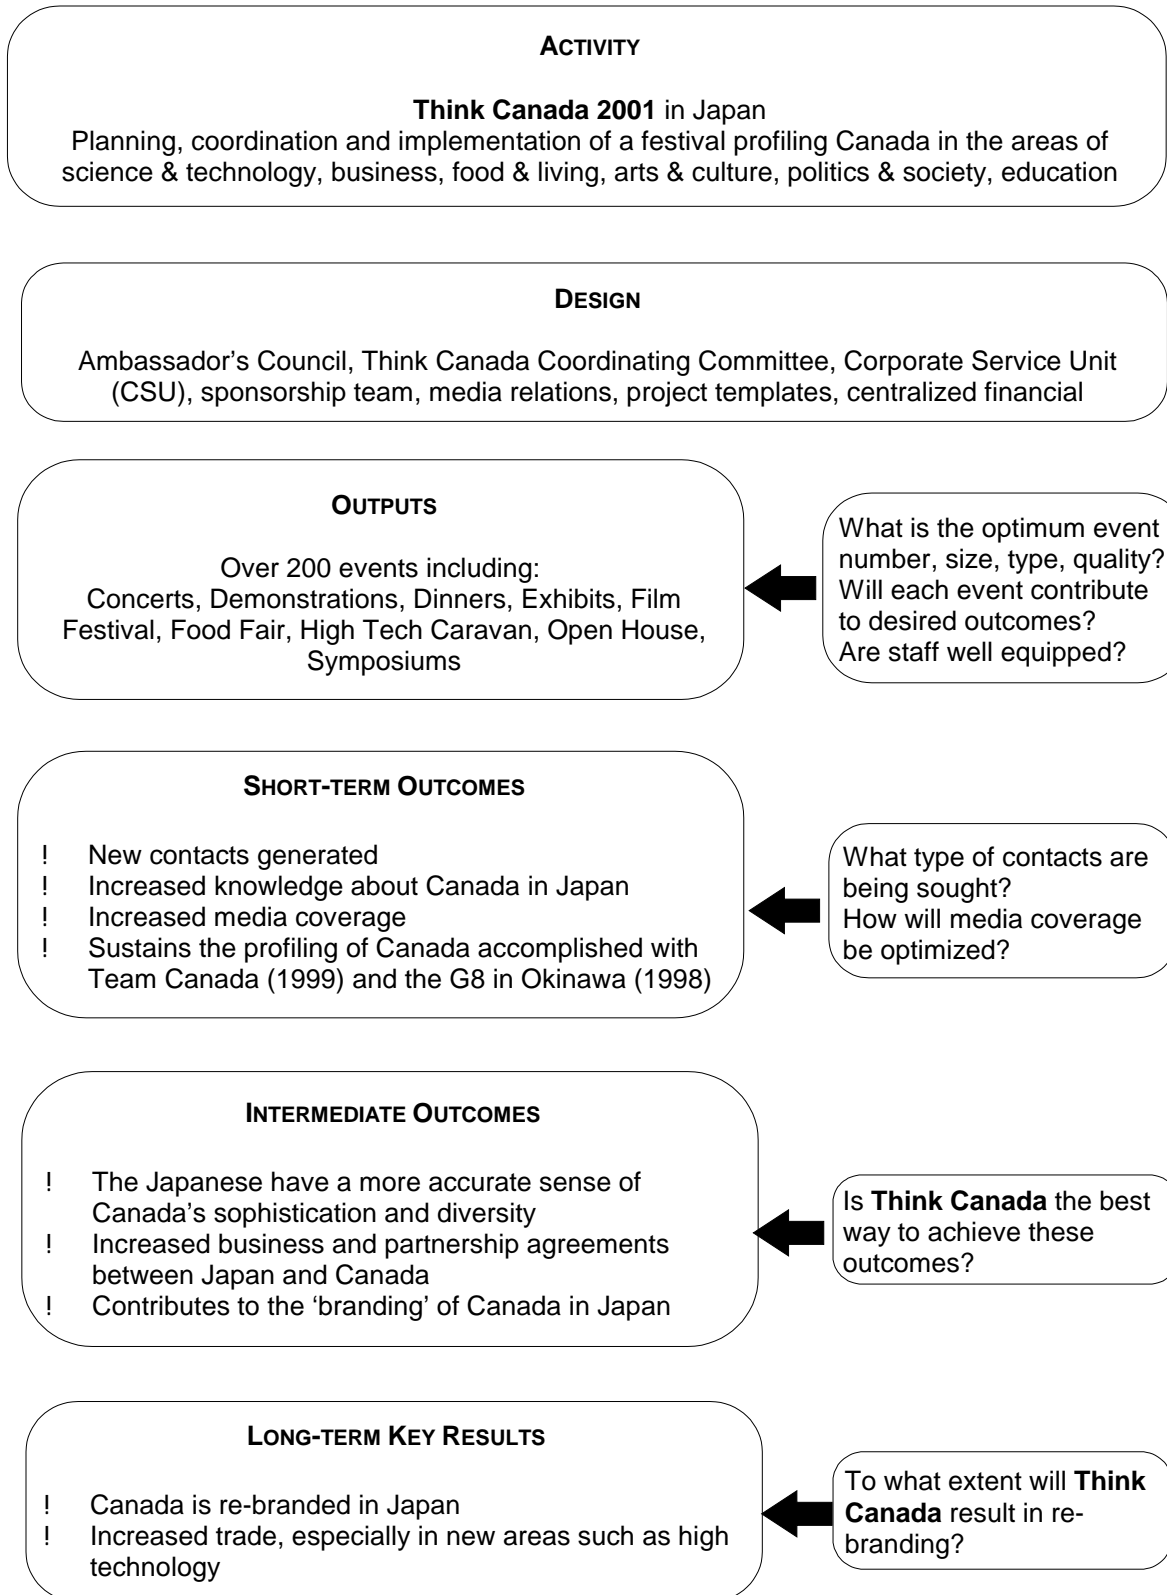 ACTIVITY
Think Canada 2001 in Japan
Planning, coordination and implementation of a festival profiling Canada in the areas of
science & technology, business, food & living, arts & culture, politics & society, education
DESIGN
Ambassador's Council, Think Canada Coordinating Committee, Corporate Service Unit
(CSU), sponsorship team, media relations, project templates, centralized financial
OUTPUTS
Over 200 events including:
Concerts, Demonstrations, Dinners, Exhibits, Film
Festival, Food Fair, High Tech Caravan, Open House,
Symposiums
What is the optimum event
number, size, type, quality?
Will each event contribute
to desired outcomes?
Are staff well equipped?
SHORT-TERM OUTCOMES
! New contacts generated
! Increased knowledge about Canada in Japan
! Increased media coverage
! Sustains the profiling of Canada accomplished with
Team Canada (1999) and the G8 in Okinawa (1998)
What type of contacts are
being sought?
How will media coverage
be optimized?
INTERMEDIATE OUTCOMES
! The Japanese have a more accurate sense of
Canada's sophistication and diversity
! Increased business and partnership agreements
between Japan and Canada
! Contributes to the 'branding' of Canada in Japan
Is Think Canada the best
way to achieve these
outcomes?
LONG-TERM KEY RESULTS
! Canada is re-branded in Japan
! Increased trade, especially in new areas such as high
technology
To what extent will Think
Canada result in re-
branding?